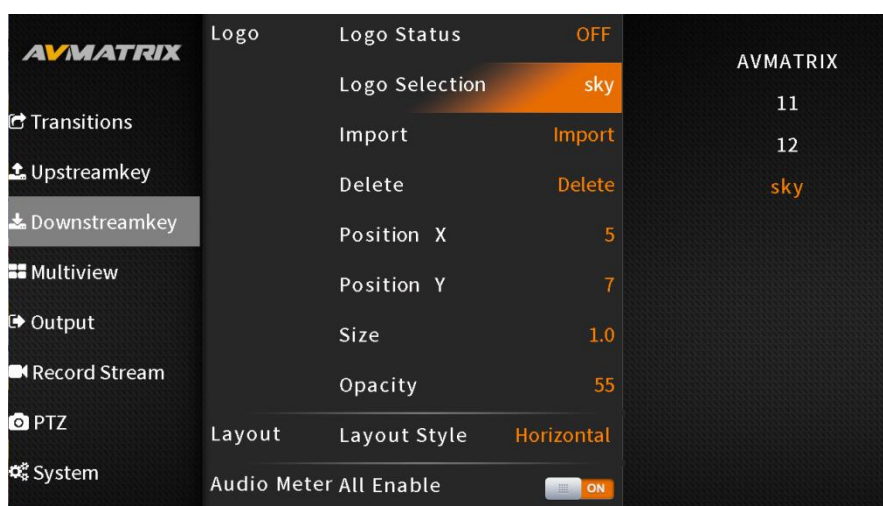 AVMATRIX
Transitions
Upstreamkey
Downstreamkey
Multiview
Output
Record Stream
PTZ
System
Logo Logo Status OFF
Logo Selection sky
Import Import
Delete Delete
Position X 5
Position Y 7
Size 1.0
Opacity 55
Layout Layout Style Horizontal
Audio Meter All Enable ON
AVMATRIX
11
12
sky